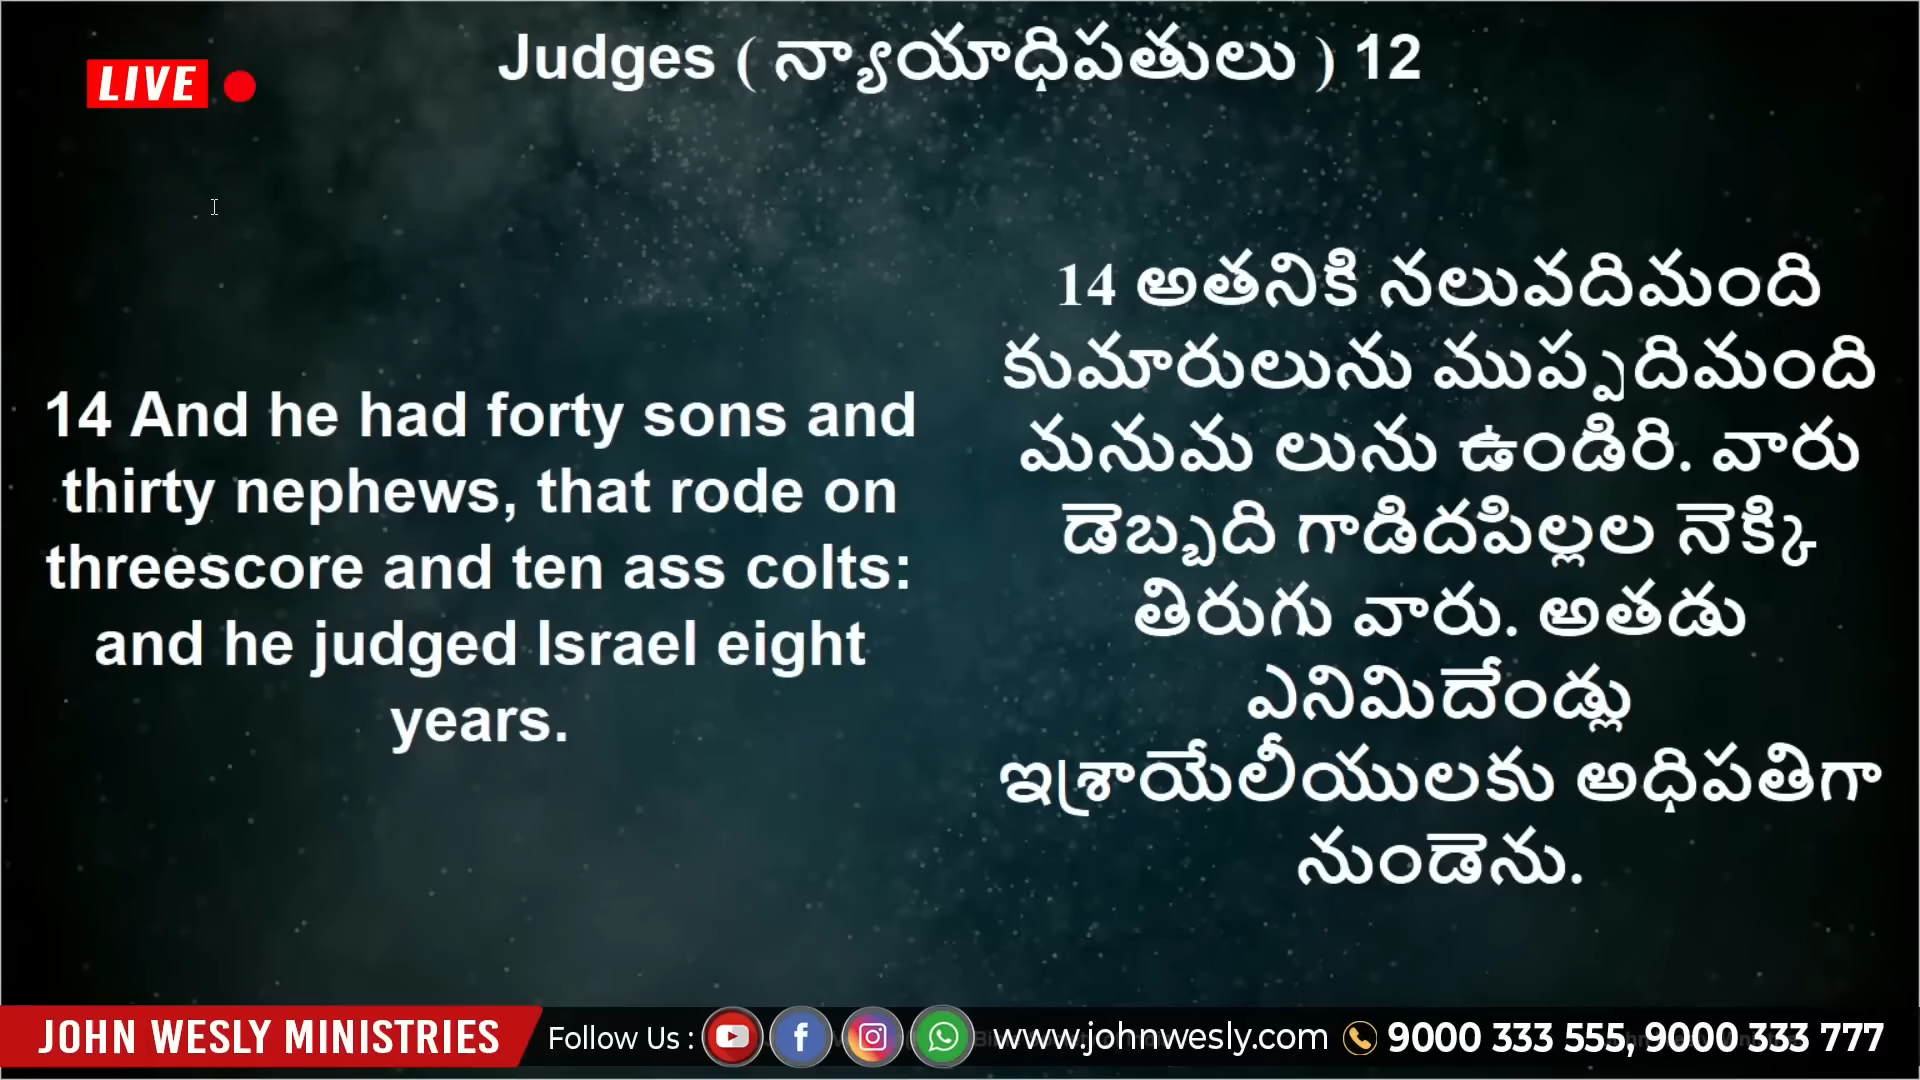 Judges ( న్యాయాధిపతులు ) 12
LIVE
14 And he had forty sons and
thirty nephews, that rode on
threescore and ten ass colts:
and he judged Israel eight
years.
14 అతనికి నలువదిమంది
కుమారులును ముప్పదిమంది
మనుమ లును ఉండిరి. వారు
డెబ్బది గాడిదపిల్లల నెక్కి
తిరుగు వారు. అతడు
ఎనిమిదేండ్లు
ఇశ్రాయేలీయులకు అధిపతిగా
నుండెను.
JOHN WESLY MINISTRIES Follow Us : www.johnwesly.com 9000 333 555, 9000 333 777